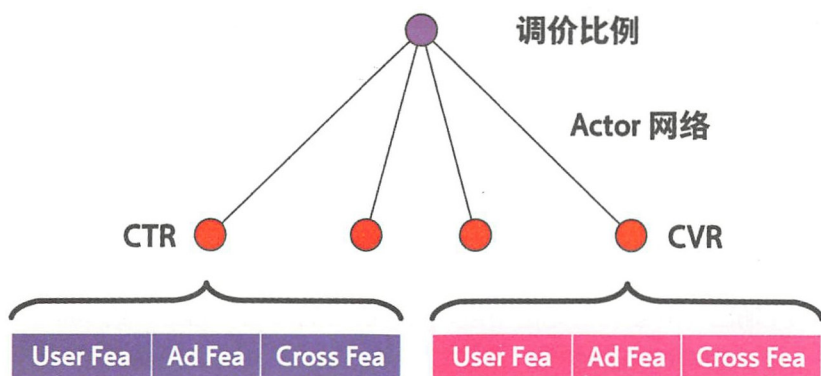 调价比例
Actor 网络
CTR
CVR
User Fea Ad Fea Cross Fea
User Fea Ad Fea Cross Fea